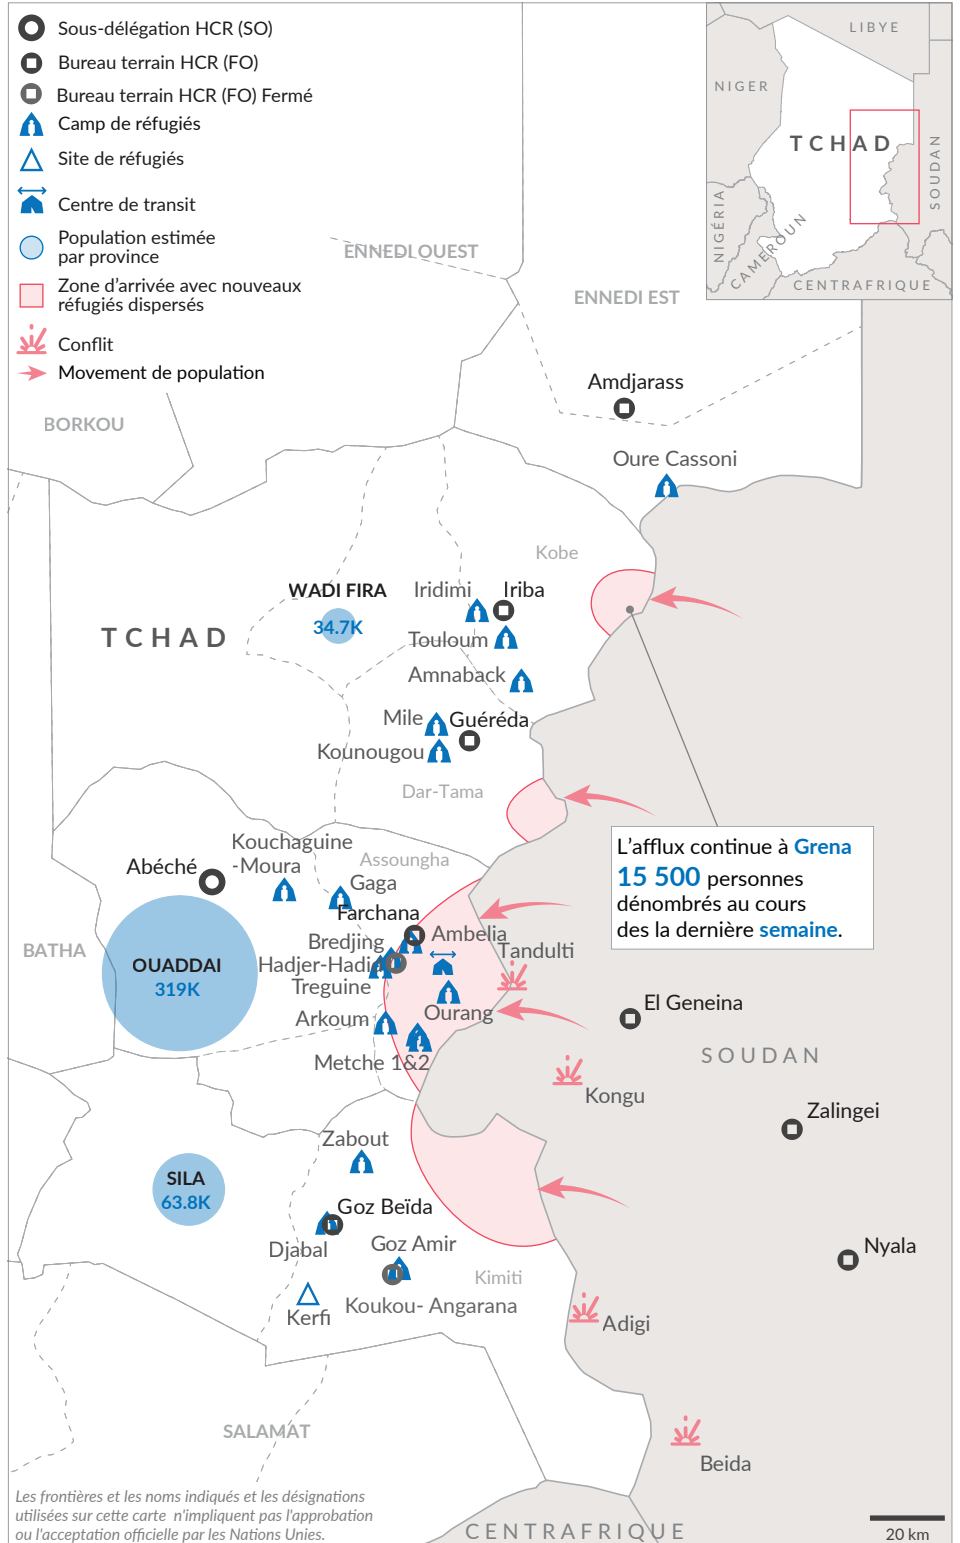 Sous-délégation HCR (SO)
Bureau terrain HCR (FO)
Bureau terrain HCR (FO) Fermé
Camp de réfugiés
Site de réfugiés
Centre de transit
Population estimée
par province
Zone d'arrivée avec nouveaux
réfugiés dispersés
Conflit
Movement de population
LIBYE
NIGER
TCHAD
SOUDAN
NIGÉRIA
CAMEROUN
CENTRAFRIQUE
ENNEDI OUEST
ENNEDI EST
Amdjarass
BORKOU
Oure Cassoni
Kobe
WADI FIRA
34.7K
Iridimi
Iriba
TCHAD
Touloum
Amnaback
Mile
Guéréda
Kounougou
Dar-Tama
L'afflux continue à Grena
15 500 personnes
dénombrés au cours
des la dernière semaine.
Kouchaguine
-Moura
Assoungha
Abéché
Gaga
Farchana
Ambelia
Bredjing
Tandulti
BATHA
OUADDAI
319K
Hadjer-Hadid
Treguine
Ourang
El Geneina
Arkoum
Metche 1&2
SOUDAN
Kongu
Zalingei
Zabout
SILA
63.8K
Goz Beïda
Djabal
Goz Amir
Nyala
Kimiti
Koukou- Angarana
Kerfi
Adigi
SALAMAT
Beida
Les frontières et les noms indiqués et les désignations
utilisées sur cette carte n'impliquent pas l'approbation
ou l'acceptation officielle par les Nations Unies.
CENTRAFRIQUE
20 km